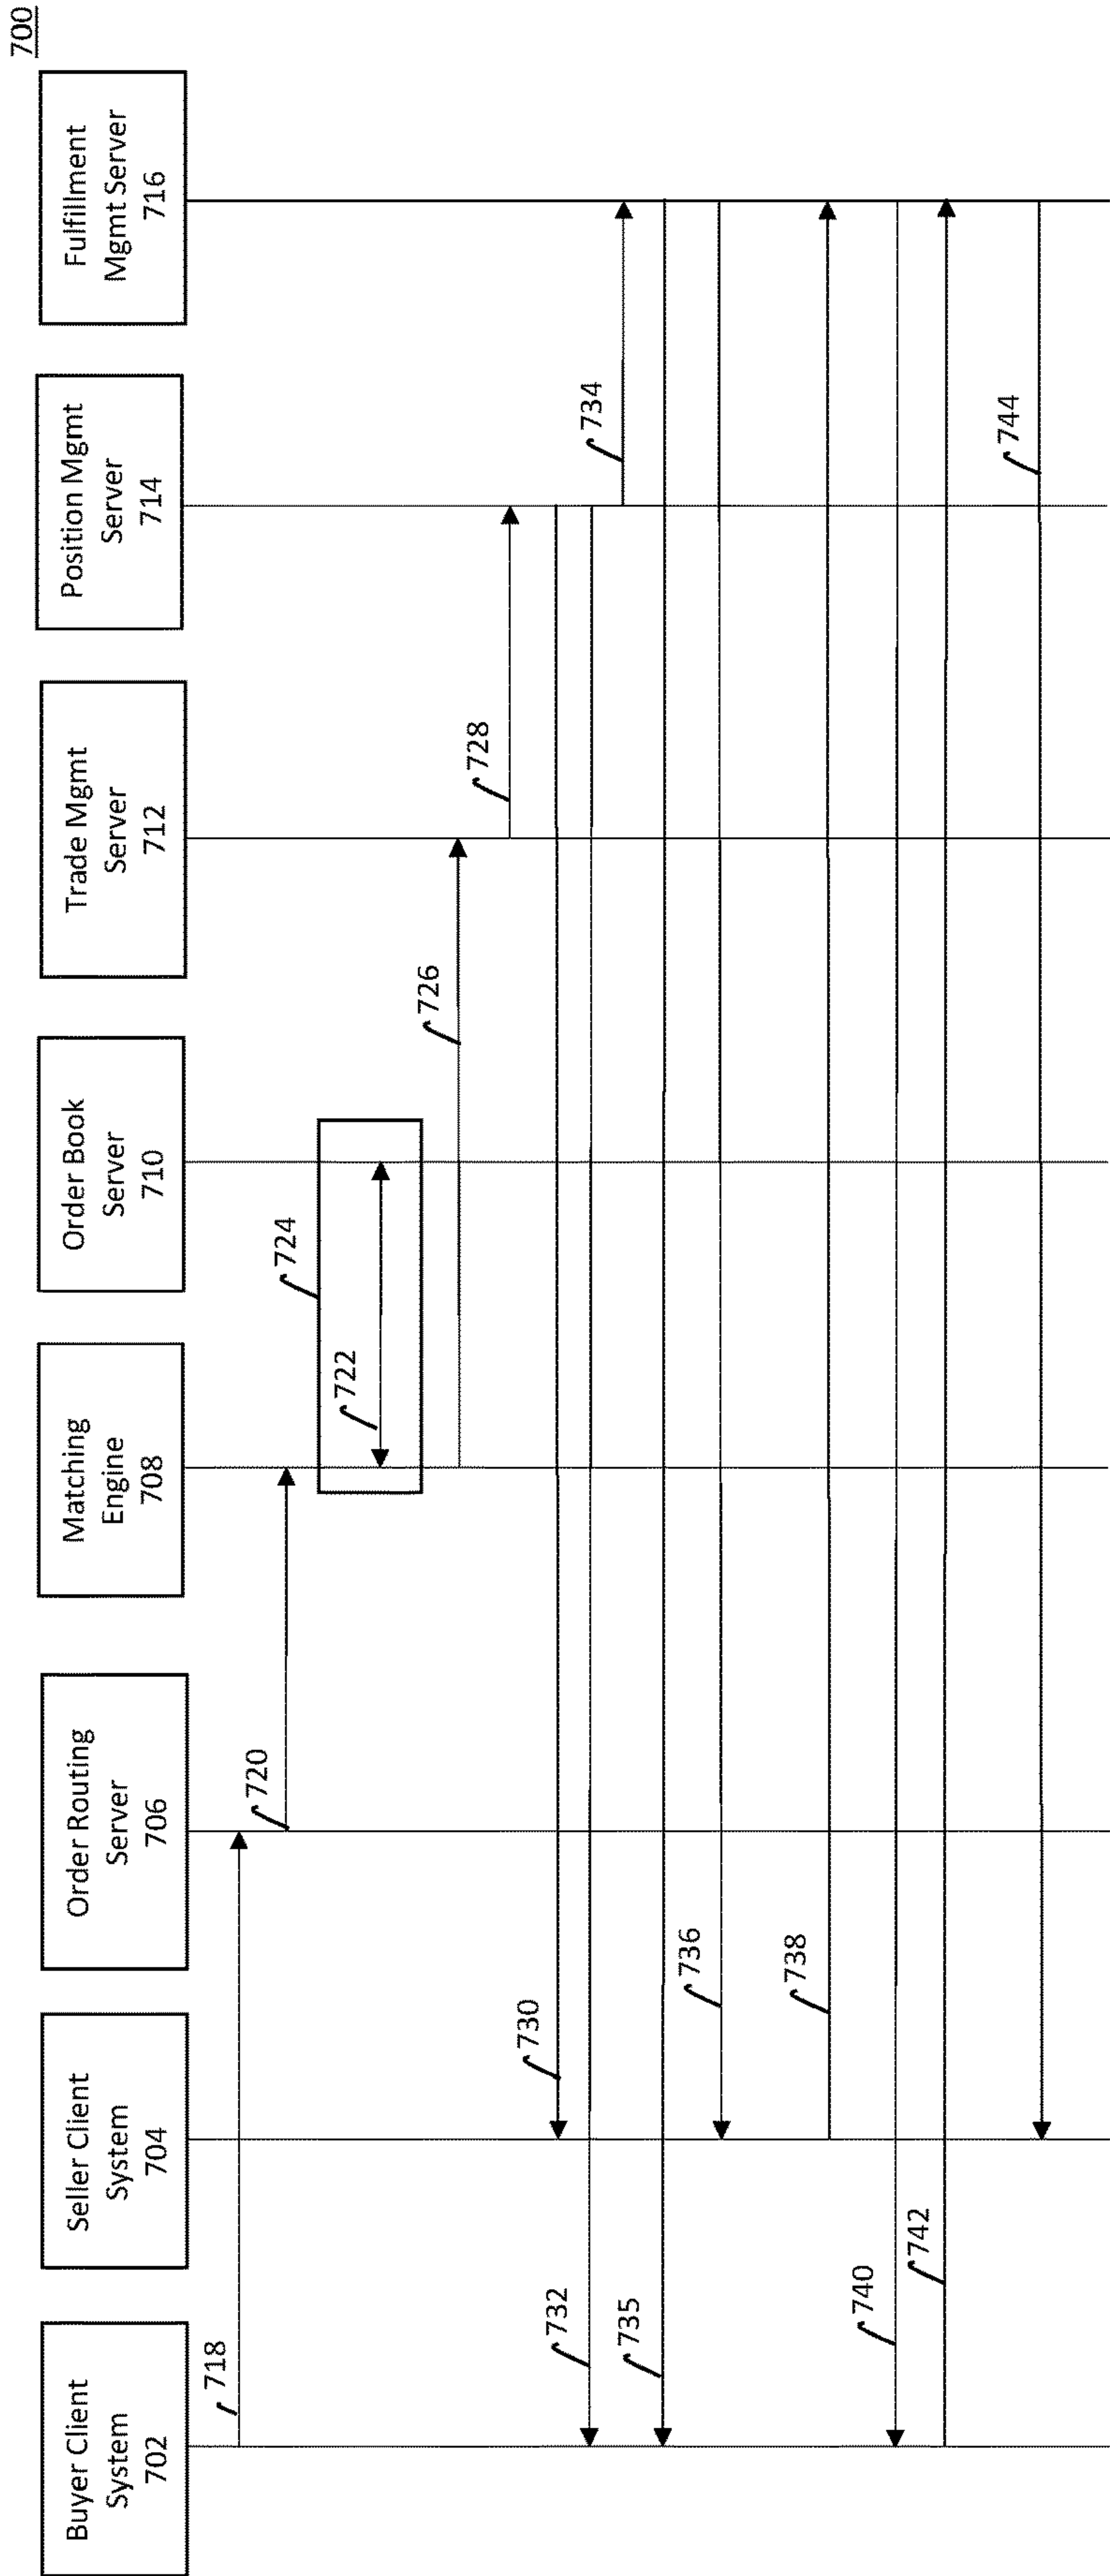 700
Buyer Client
System
702
Seller Client
System
704
Order Routing
Server
706
Matching
Engine
708
Order Book
Server
710
Trade Mgmt
Server
712
Position Mgmt
Server
714
Fulfillment
Mgmt Server
716
718
720
724
722
726
728
730
732
734
735
736
738
740
742
744